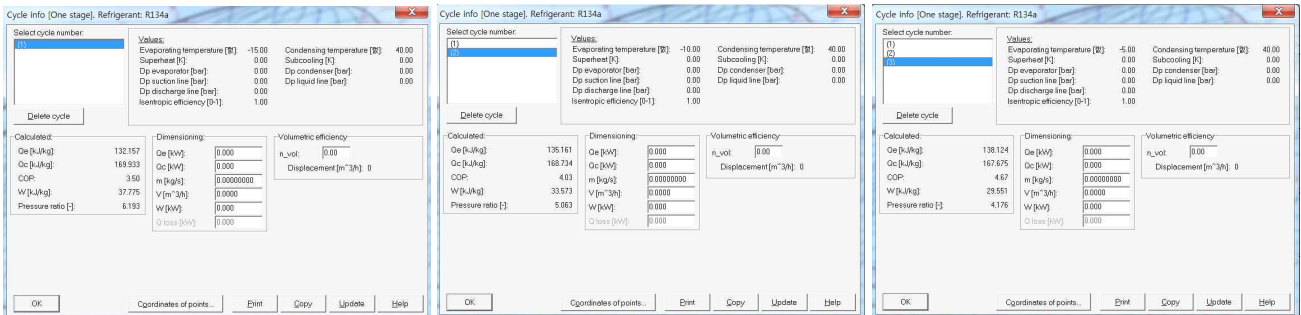 Cycle info [One stage]. Refrigerant: R134a
Select cycle number:
(1)
Delete cycle
Values:
Evaporating temperature [캜]: -15.00 Condensing temperature [캜]: 40.00
Superheat [K]: 0.00 Subcooling [K]: 0.00
Dp evaporator [bar]: 0.00 Dp condenser [bar]: 0.00
Dp suction line [bar]: 0.00 Dp liquid line [bar]: 0.00
Dp discharge line [bar]: 0.00
Isentropic efficiency [0-1]: 1.00
Calculated:
Qe [kJ/kg]: 132.157
Qc [kJ/kg]: 169.933
COP: 3.50
W [kJ/kg]: 37.775
Pressure ratio [-]: 6.193
Dimensioning:
Qe [kW]: 0.000
Qc [kW]: 0.000
m [kg/s]: 0.00000000
V [m^3/h]: 0.0000
W [kW]: 0.000
Q loss [kW]: 0.000
Volumetric efficiency
n_vol: 0.00
Displacement [m^3/h]: 0
OK Coordinates of points... Print Copy Update Help
Cycle info [One stage]. Refrigerant: R134a
Select cycle number:
(1)
(2)
Delete cycle
Values:
Evaporating temperature [캜]: -10.00 Condensing temperature [캜]: 40.00
Superheat [K]: 0.00 Subcooling [K]: 0.00
Dp evaporator [bar]: 0.00 Dp condenser [bar]: 0.00
Dp suction line [bar]: 0.00 Dp liquid line [bar]: 0.00
Dp discharge line [bar]: 0.00
Isentropic efficiency [0-1]: 1.00
Calculated:
Qe [kJ/kg]: 135.161
Qc [kJ/kg]: 168.734
COP: 4.03
W [kJ/kg]: 33.573
Pressure ratio [-]: 5.063
Dimensioning:
Qe [kW]: 0.000
Qc [kW]: 0.000
m [kg/s]: 0.00000000
V [m^3/h]: 0.0000
W [kW]: 0.000
Q loss [kW]: 0.000
Volumetric efficiency
n_vol: 0.00
Displacement [m^3/h]: 0
OK Coordinates of points... Print Copy Update Help
Cycle info [One stage]. Refrigerant: R134a
Select cycle number:
(1)
(2)
(3)
Delete cycle
Values:
Evaporating temperature [캜]: -5.00 Condensing temperature [캜]: 40.00
Superheat [K]: 0.00 Subcooling [K]: 0.00
Dp evaporator [bar]: 0.00 Dp condenser [bar]: 0.00
Dp suction line [bar]: 0.00 Dp liquid line [bar]: 0.00
Dp discharge line [bar]: 0.00
Isentropic efficiency [0-1]: 1.00
Calculated:
Qe [kJ/kg]: 138.124
Qc [kJ/kg]: 167.675
COP: 4.67
W [kJ/kg]: 29.551
Pressure ratio [-]: 4.176
Dimensioning:
Qe [kW]: 0.000
Qc [kW]: 0.000
m [kg/s]: 0.00000000
V [m^3/h]: 0.0000
W [kW]: 0.000
Q loss [kW]: 0.000
Volumetric efficiency
n_vol: 0.00
Displacement [m^3/h]: 0
OK Coordinates of points... Print Copy Update Help